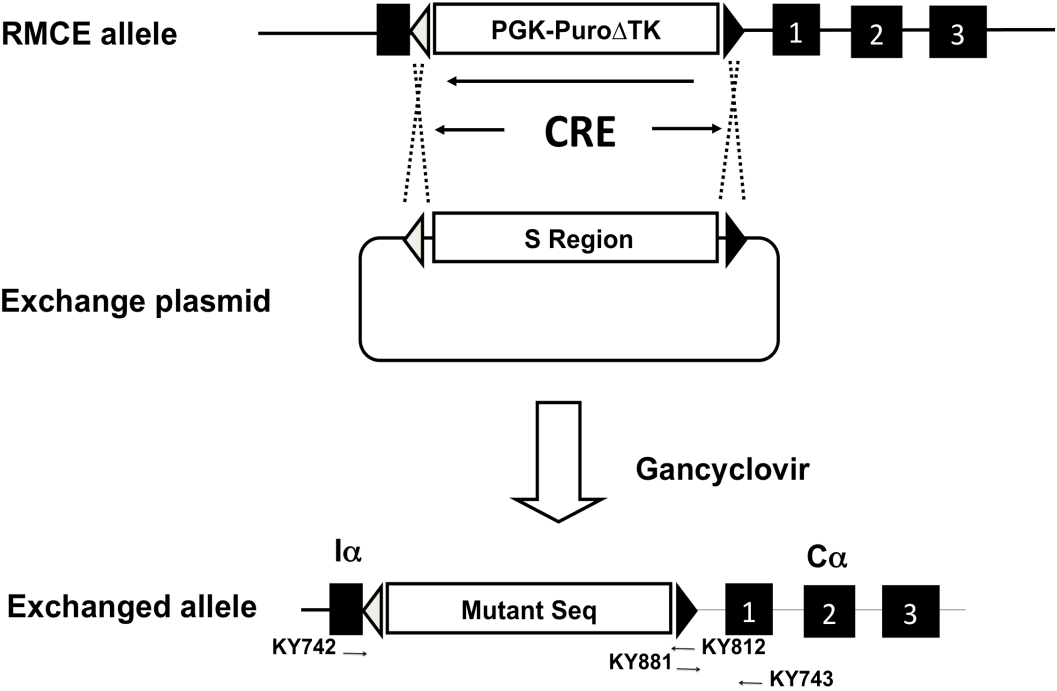 RMCE allele
PGK-PuroΔTK
1 2 3
CRE
S Region
Exchange plasmid
Gancyclovir
Iα
Cα
Exchanged allele
Mutant Seq
1 2 3
KY742
KY812
KY881
KY743